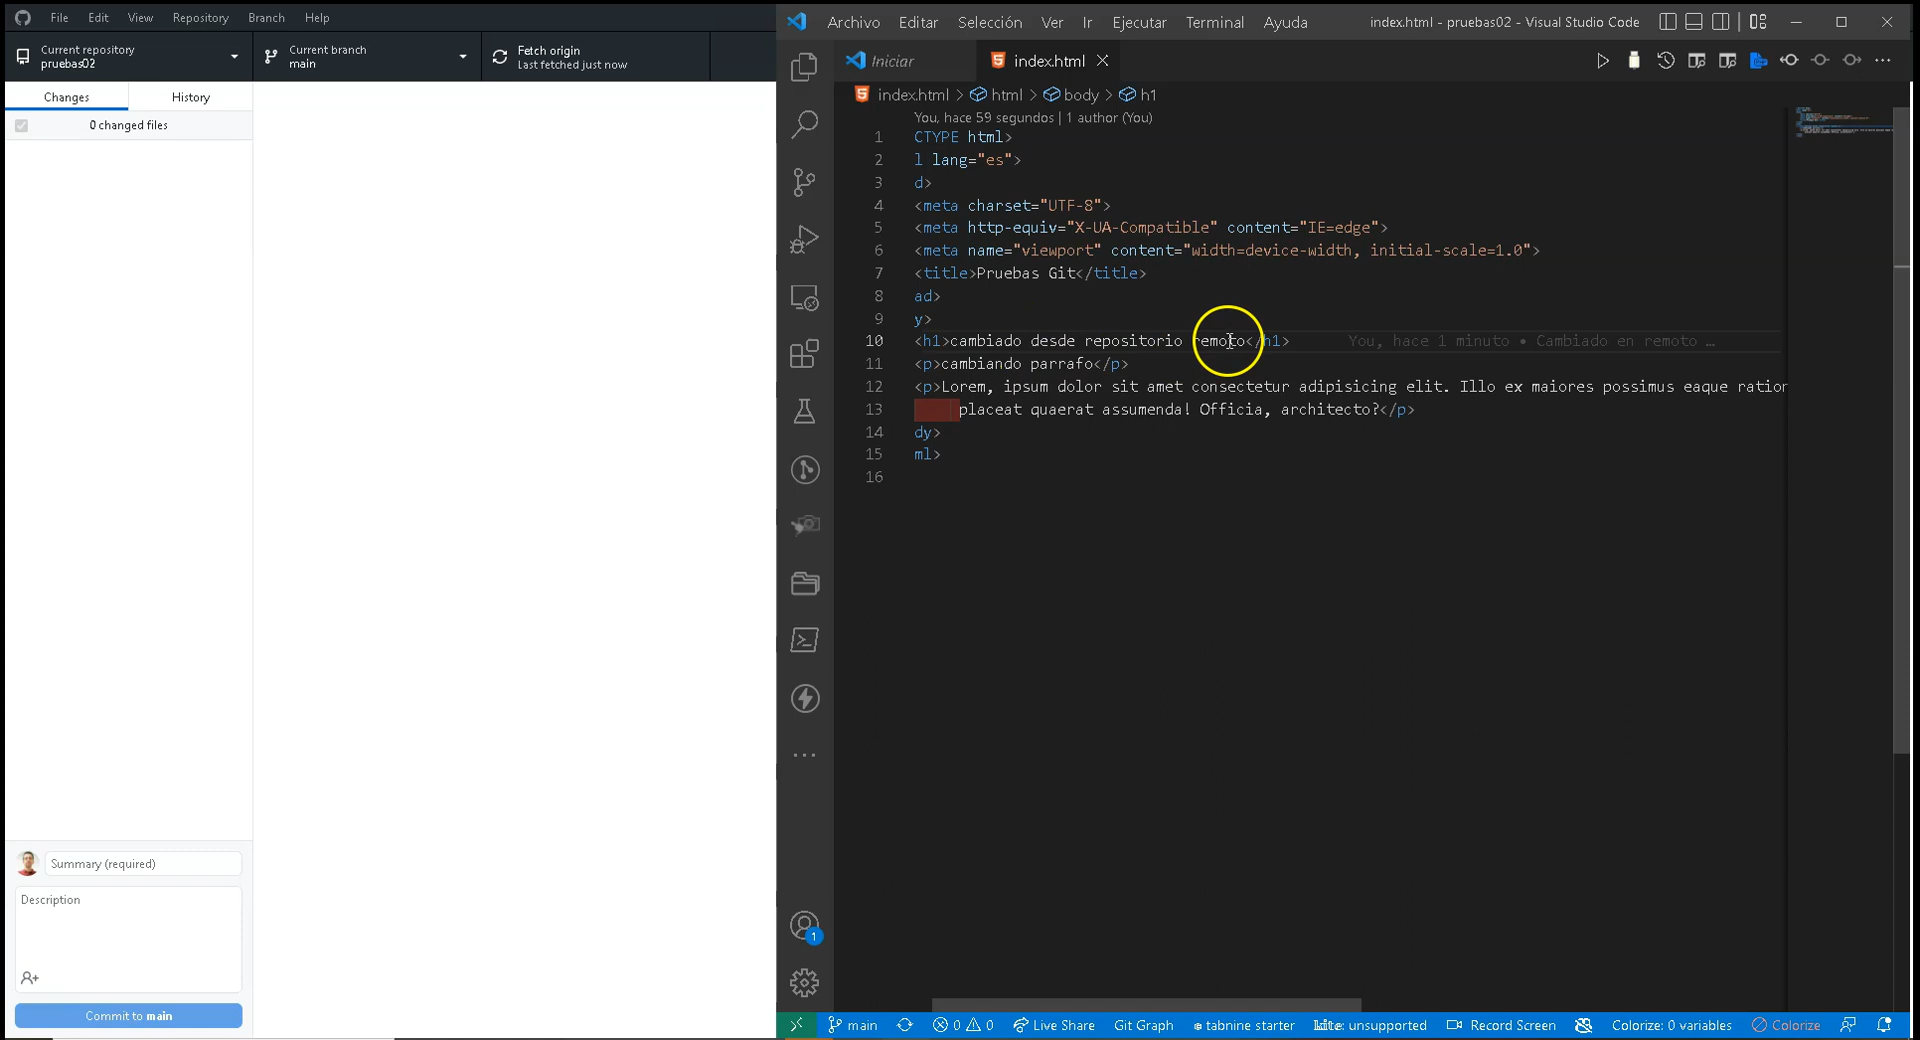 File Edit View Repository Branch Help
Current repository
pruebas02
Current branch
main
Fetch origin
Last fetched just now
Changes History
0 changed files
Summary (required)
Description
Commit to main
Archivo Editar Selección Ver Ir Ejecutar Terminal Ayuda index.html - pruebas02 - Visual Studio Code
Iniciar index.html
index.html > html > body > h1
You, hace 59 segundos | 1 author (You)
1 CTYPE html>
2 l lang="es">
3 d>
4 <meta charset="UTF-8">
5 <meta http-equiv="X-UA-Compatible" content="IE=edge">
6 <meta name="viewport" content="width=device-width, initial-scale=1.0">
7 <title>Pruebas Git</title>
8 ad>
9 y>
10 <h1>cambiado desde repositorio remoto</h1> You, hace 1 minuto • Cambiado en remoto …
11 <p>cambiando parrafo</p>
12 <p>Lorem, ipsum dolor sit amet consectetur adipisicing elit. Illo ex maiores possimus eaque ration
13 placeat quaerat assumenda! Officia, architecto?</p>
14 dy>
15 ml>
16
1
main 0 0 Live Share Git Graph tabnine starter kite: unsupported Record Screen Colorize: 0 variables Colorize